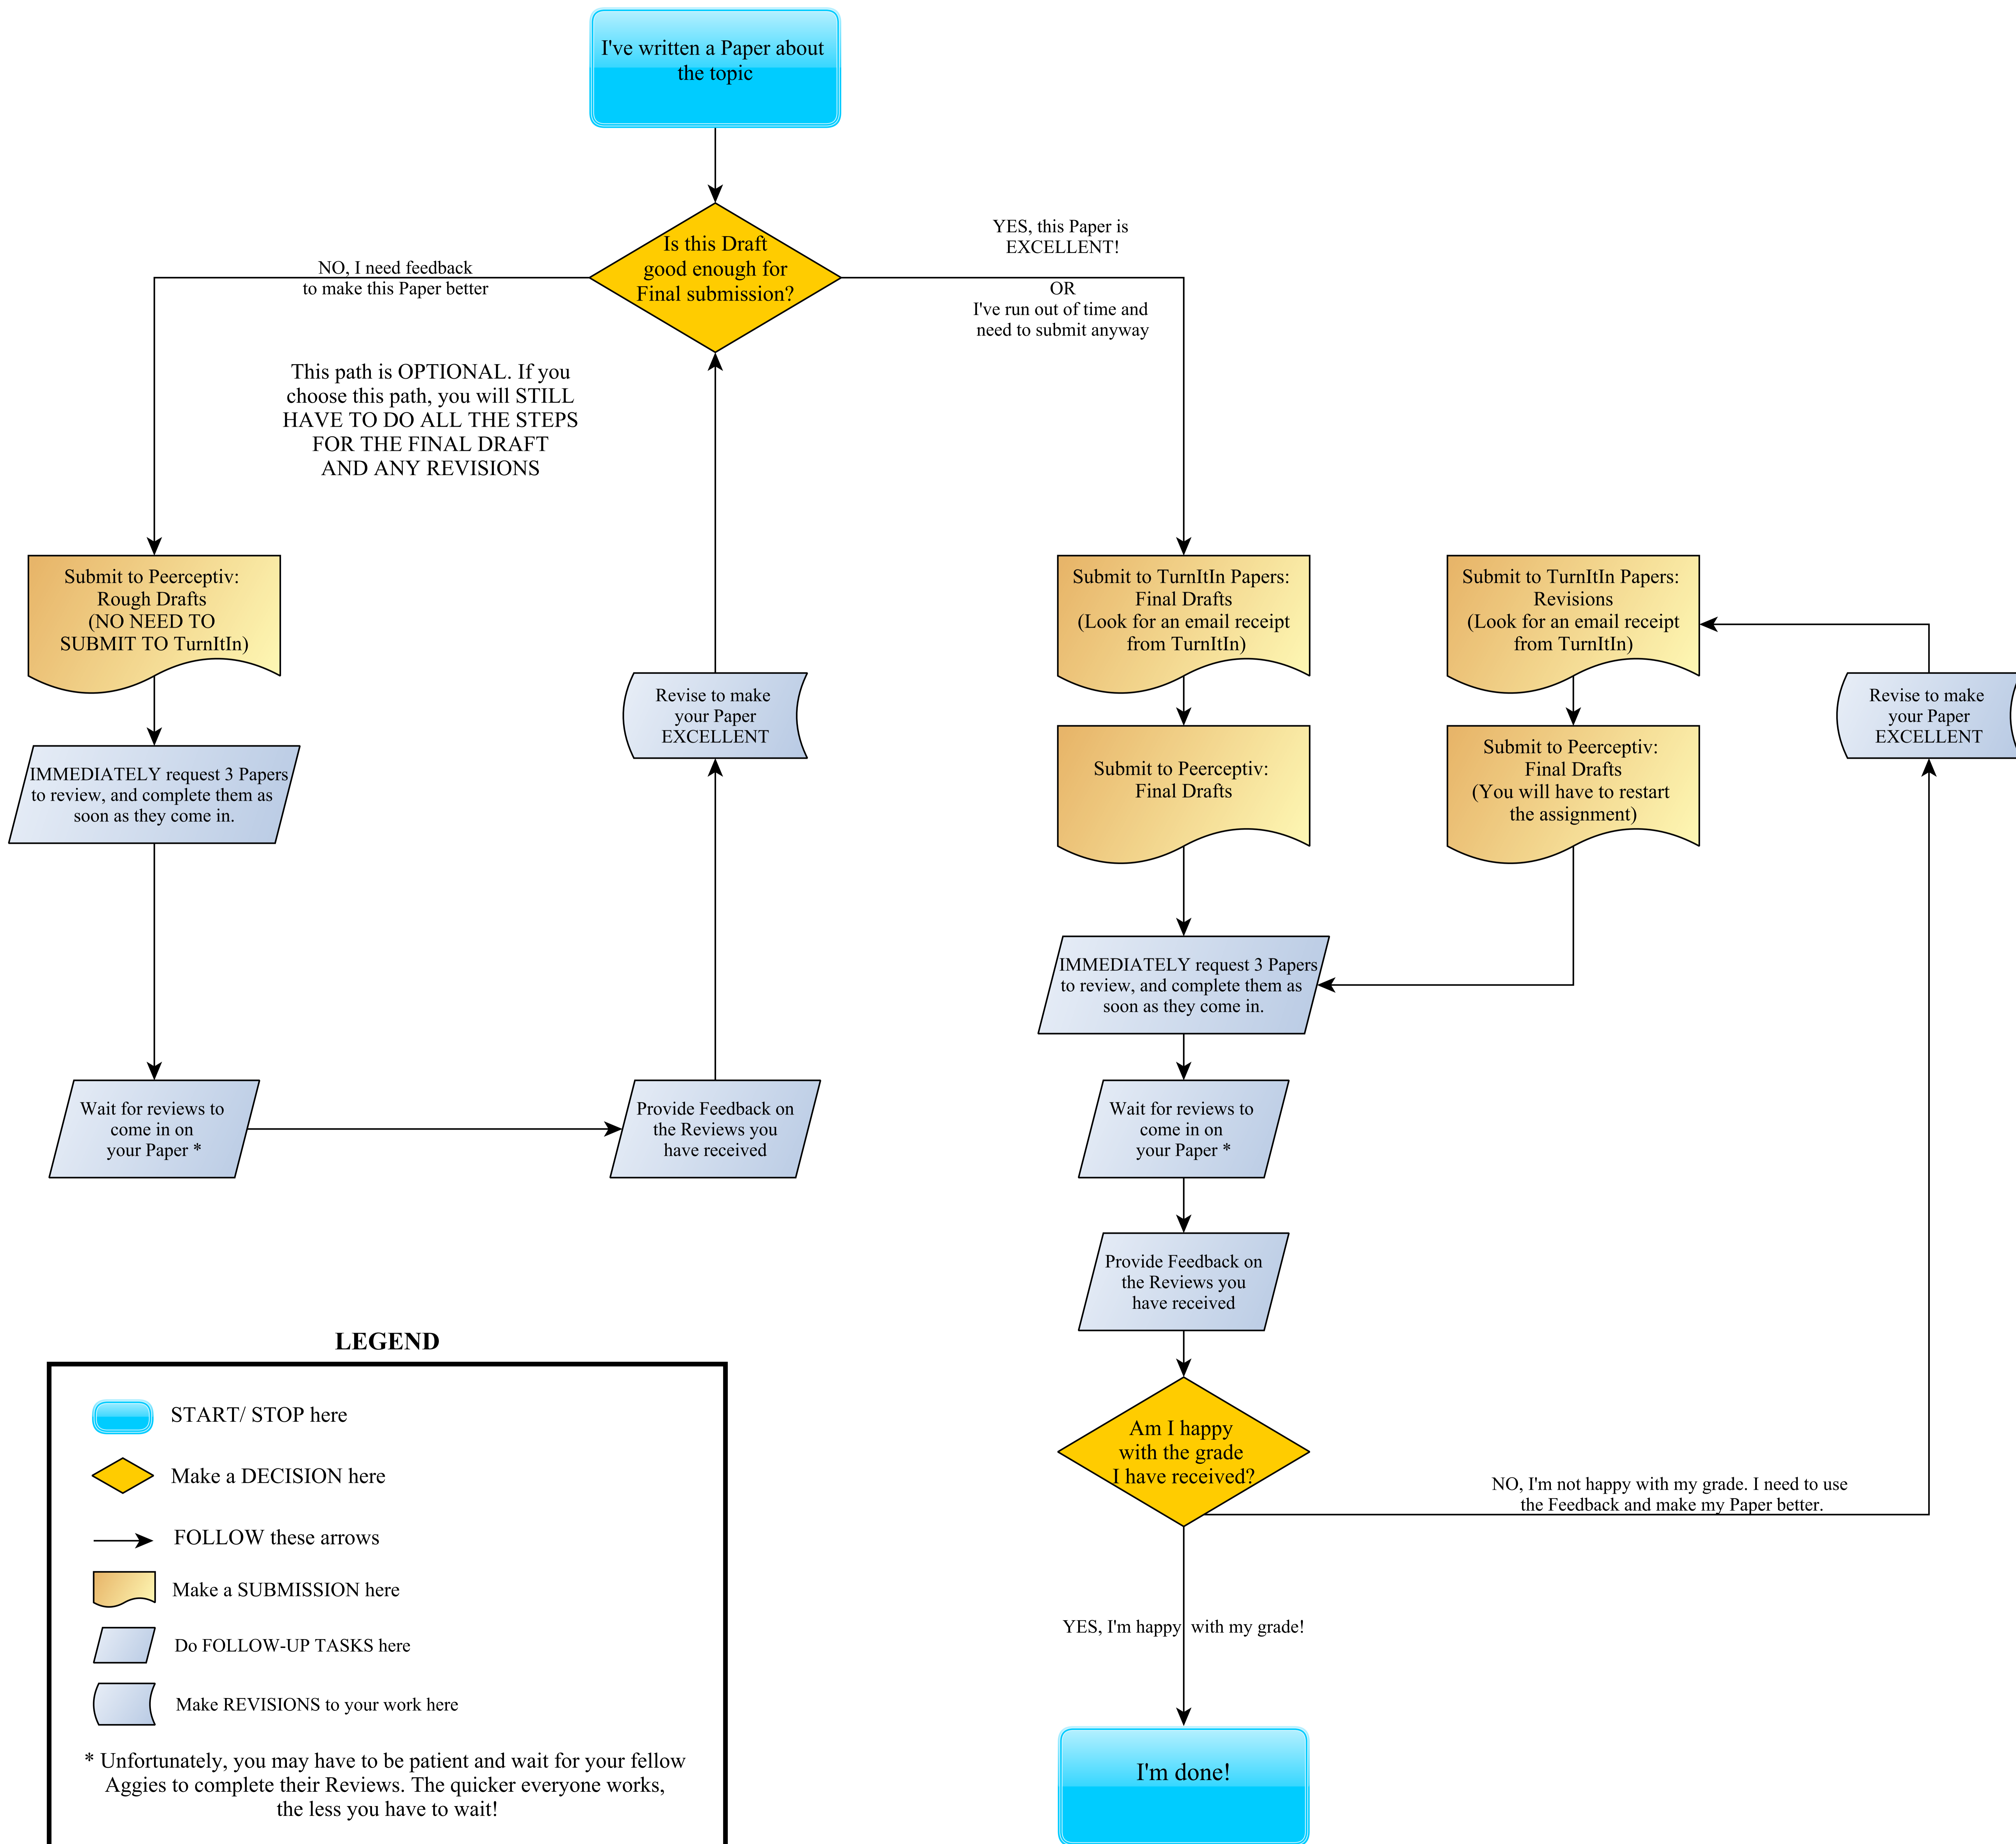 I've written a Paper about
the topic
Is this Draft
good enough for
Final submission?
NO, I need feedback
to make this Paper better
YES, this Paper is
EXCELLENT!
OR
I've run out of time and
need to submit anyway
This path is OPTIONAL. If you
choose this path, you will STILL
HAVE TO DO ALL THE STEPS
FOR THE FINAL DRAFT
AND ANY REVISIONS
Submit to Peerceptiv:
Rough Drafts
(NO NEED TO
SUBMIT TO TurnItIn)
IMMEDIATELY request 3 Papers
to review, and complete them as
soon as they come in.
Wait for reviews to
come in on
your Paper *
Provide Feedback on
the Reviews you
have received
Revise to make
your Paper
EXCELLENT
Submit to TurnItIn Papers:
Final Drafts
(Look for an email receipt
from TurnItIn)
Submit to Peerceptiv:
Final Drafts
Submit to TurnItIn Papers:
Revisions
(Look for an email receipt
from TurnItIn)
Submit to Peerceptiv:
Final Drafts
(You will have to restart
the assignment)
Revise to make
your Paper
EXCELLENT
IMMEDIATELY request 3 Papers
to review, and complete them as
soon as they come in.
Wait for reviews to
come in on
your Paper *
Provide Feedback on
the Reviews you
have received
Am I happy
with the grade
I have received?
NO, I'm not happy with my grade. I need to use
the Feedback and make my Paper better.
YES, I'm happy with my grade!
I'm done!
LEGEND
START/ STOP here
Make a DECISION here
FOLLOW these arrows
Make a SUBMISSION here
Do FOLLOW-UP TASKS here
Make REVISIONS to your work here
* Unfortunately, you may have to be patient and wait for your fellow
Aggies to complete their Reviews. The quicker everyone works,
the less you have to wait!